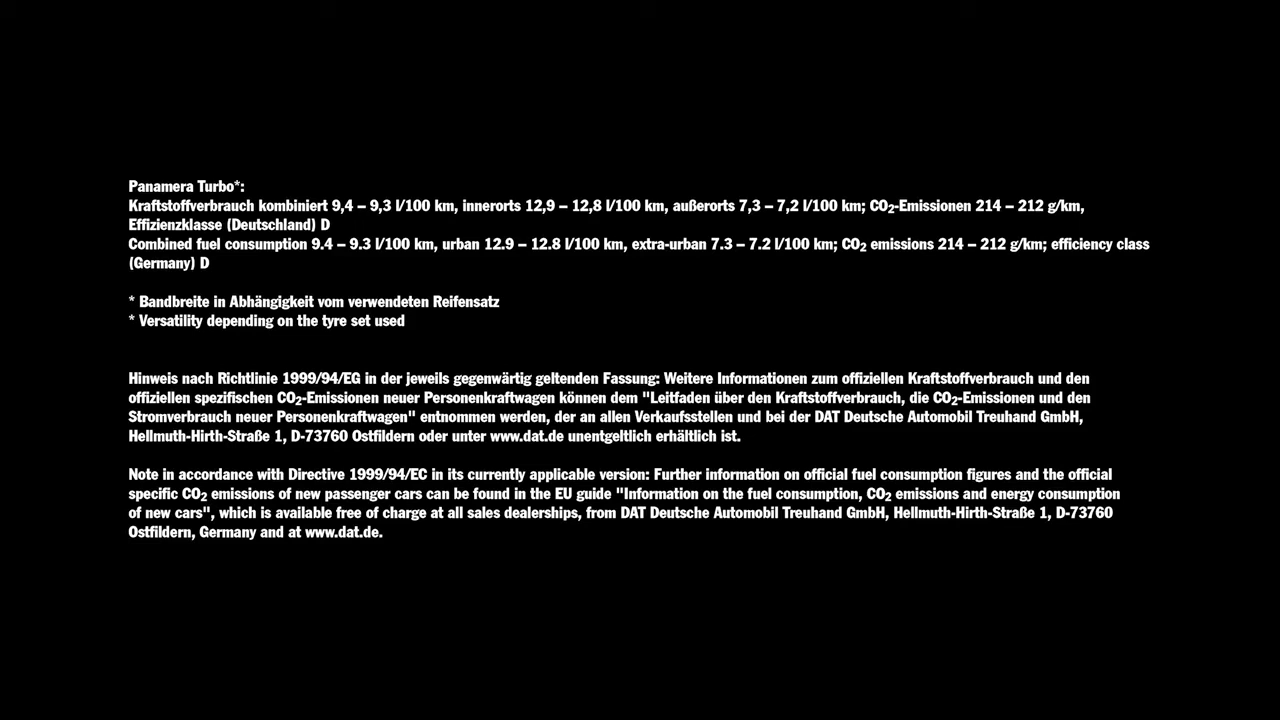 Panamera Turbo*:
Kraftstoffverbrauch kombiniert 9,4 – 9,3 l/100 km, innerorts 12,9 – 12,8 l/100 km, außerorts 7,3 – 7,2 l/100 km; CO2-Emissionen 214 – 212 g/km,
Effizienzklasse (Deutschland) D
Combined fuel consumption 9.4 – 9.3 l/100 km, urban 12.9 – 12.8 l/100 km, extra-urban 7.3 – 7.2 l/100 km; CO2 emissions 214 – 212 g/km; efficiency class
(Germany) D
* Bandbreite in Abhängigkeit vom verwendeten Reifensatz
* Versatility depending on the tyre set used
Hinweis nach Richtlinie 1999/94/EG in der jeweils gegenwärtig geltenden Fassung: Weitere Informationen zum offiziellen Kraftstoffverbrauch und den
offiziellen spezifischen CO2-Emissionen neuer Personenkraftwagen können dem "Leitfaden über den Kraftstoffverbrauch, die CO2-Emissionen und den
Stromverbrauch neuer Personenkraftwagen" entnommen werden, der an allen Verkaufsstellen und bei der DAT Deutsche Automobil Treuhand GmbH,
Hellmuth-Hirth-Straße 1, D-73760 Ostfildern oder unter www.dat.de unentgeltlich erhältlich ist.
Note in accordance with Directive 1999/94/EC in its currently applicable version: Further information on official fuel consumption figures and the official
specific CO2 emissions of new passenger cars can be found in the EU guide "Information on the fuel consumption, CO2 emissions and energy consumption
of new cars", which is available free of charge at all sales dealerships, from DAT Deutsche Automobil Treuhand GmbH, Hellmuth-Hirth-Straße 1, D-73760
Ostfildern, Germany and at www.dat.de.